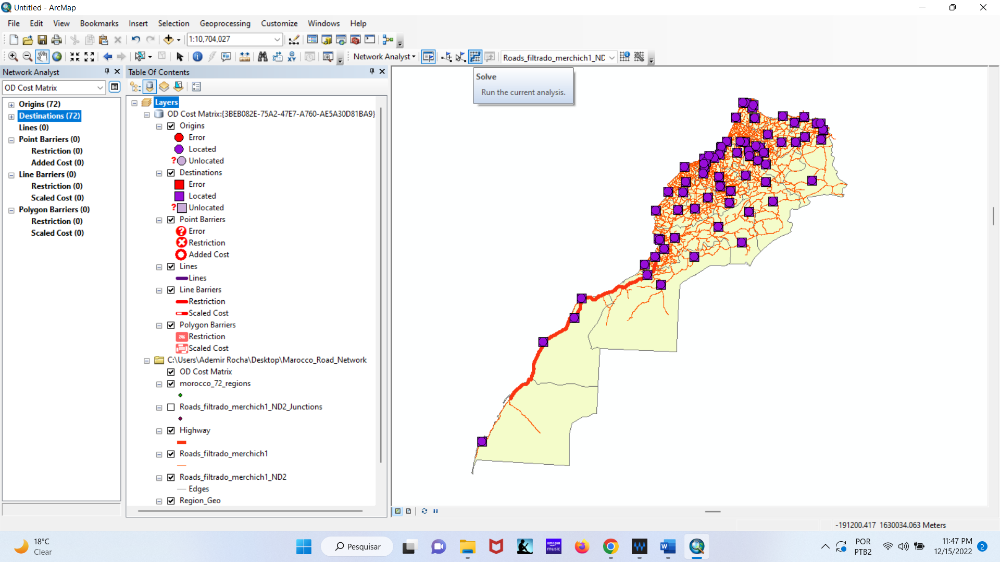 Untitled - ArcMap
File Edit View Bookmarks Insert Selection Geoprocessing Customize Windows Help
1:10,704,027
Network Analyst
Roads_filtrado_merchich1_ND
Network Analyst
OD Cost Matrix
Origins (72)
Destinations (72)
Lines (0)
Point Barriers (0)
Restriction (0)
Added Cost (0)
Line Barriers (0)
Restriction (0)
Scaled Cost (0)
Polygon Barriers (0)
Restriction (0)
Scaled Cost (0)
Table Of Contents
Layers
OD Cost Matrix:{3BEB082E-75A2-47E7-A760-AE5A30D81BA9}
Origins
Error
Located
? Unlocated
Destinations
Error
Located
? Unlocated
Point Barriers
Error
Restriction
Added Cost
Lines
Lines
Line Barriers
Restriction
Scaled Cost
Polygon Barriers
Restriction
Scaled Cost
C:\Users\Ademir Rocha\Desktop\Marocco_Road_Network
OD Cost Matrix
morocco_72_regions
Roads_filtrado_merchich1_ND2_Junctions
Highway
Roads_filtrado_merchich1
Roads_filtrado_merchich1_ND2
Edges
Region_Geo
Solve
Run the current analysis.
-191200.417 1630034.063 Meters
18°C
Clear
Pesquisar
amazon
music
POR
PTB2
11:47 PM
12/15/2022
2